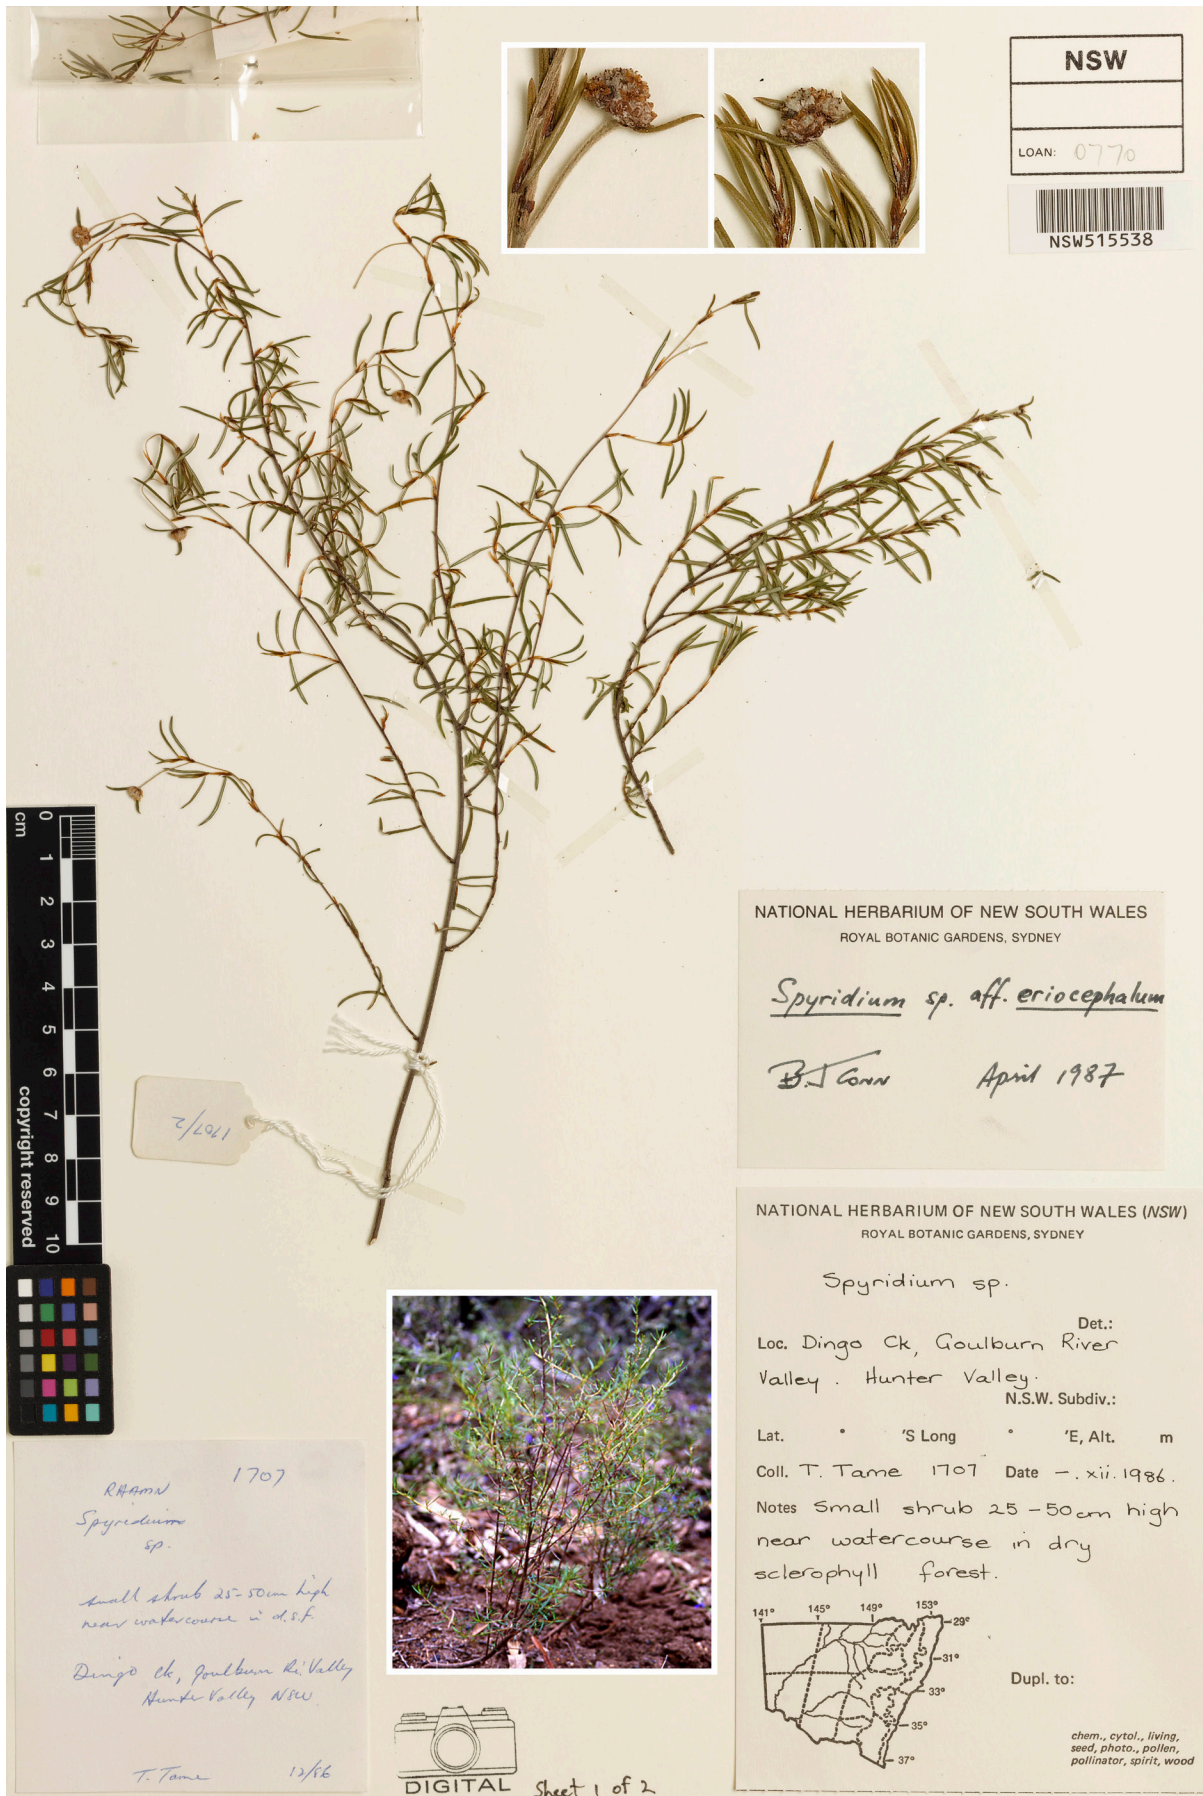 NSW
LOAN: 0770
NSW515538
cm
0
1
2
3
4
5
6
7
8
9
10
copyright reserved
1707/2
NATIONAL HERBARIUM OF NEW SOUTH WALES
ROYAL BOTANIC GARDENS, SYDNEY
Spyridium sp. aff. eriocephalum
B.J Conn April 1987
NATIONAL HERBARIUM OF NEW SOUTH WALES (NSW)
ROYAL BOTANIC GARDENS, SYDNEY
Spyridium sp.
Det.:
Loc. Dingo Ck, Goulburn River
Valley. Hunter Valley.
N.S.W. Subdiv.:
Lat. ° 'S Long ° 'E, Alt. m
Coll. T. Tame 1707 Date –. xii. 1986.
Notes Small shrub 25-50cm high
near watercourse in dry
sclerophyll forest.
141° 145° 149° 153°
29°
31°
33°
35°
37°
Dupl. to:
chem., cytol., living,
seed, photo., pollen,
pollinator, spirit, wood
1707
Spyridium
sp.
small shrub 25-50cm high
near watercourse in d.s.f.
Dingo Ck, Goulburn Ri. Valley
Hunter Valley NSW.
T. Tame 12/86
DIGITAL
Sheet 1 of 2